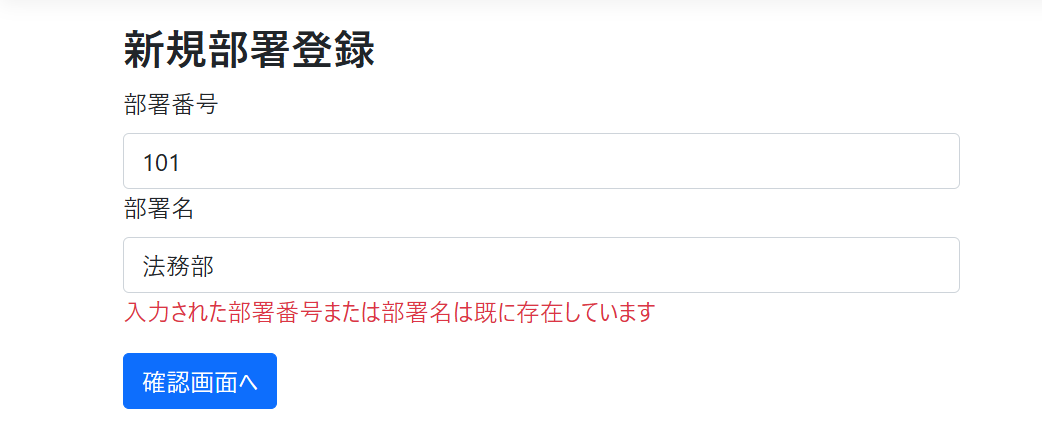 新規部署登録
部署番号
101
部署名
法務部
入力された部署番号または部署名は既に存在しています
確認画面へ